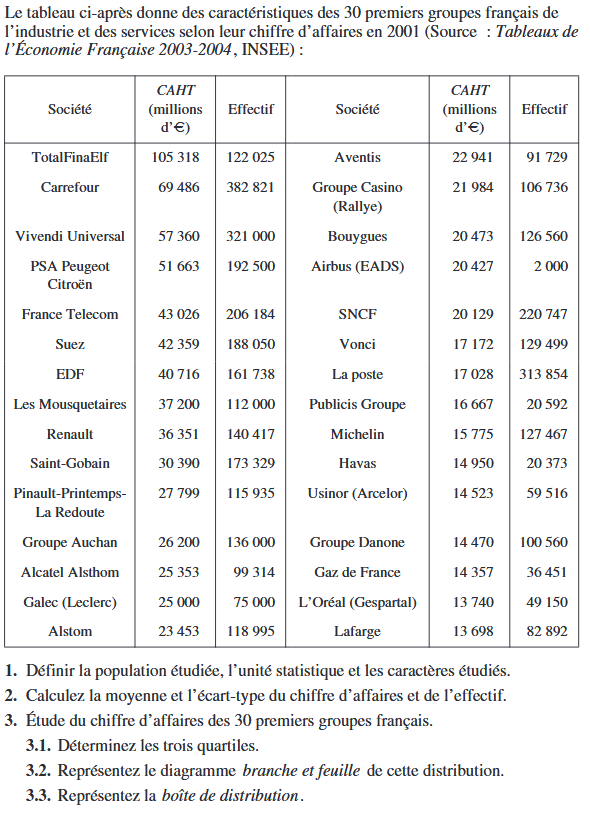 Le tableau ci-après donne des caractéristiques des 30 premiers groupes français de
l’industrie et des services selon leur chiffre d’affaires en 2001 (Source : Tableaux de
l’Économie Française 2003-2004, INSEE) :
Société CAHT (millions d’€) Effectif Société CAHT (millions d’€) Effectif
TotalFinaElf 105 318 122 025 Aventis 22 941 91 729
Carrefour 69 486 382 821 Groupe Casino (Rallye) 21 984 106 736
Vivendi Universal 57 360 321 000 Bouygues 20 473 126 560
PSA Peugeot Citroën 51 663 192 500 Airbus (EADS) 20 427 2 000
France Telecom 43 026 206 184 SNCF 20 129 220 747
Suez 42 359 188 050 Vonci 17 172 129 499
EDF 40 716 161 738 La poste 17 028 313 854
Les Mousquetaires 37 200 112 000 Publicis Groupe 16 667 20 592
Renault 36 351 140 417 Michelin 15 775 127 467
Saint-Gobain 30 390 173 329 Havas 14 950 20 373
Pinault-Printemps-La Redoute 27 799 115 935 Usinor (Arcelor) 14 523 59 516
Groupe Auchan 26 200 136 000 Groupe Danone 14 470 100 560
Alcatel Alsthom 25 353 99 314 Gaz de France 14 357 36 451
Galec (Leclerc) 25 000 75 000 L’Oréal (Gespartal) 13 740 49 150
Alstom 23 453 118 995 Lafarge 13 698 82 892
1. Définir la population étudiée, l’unité statistique et les caractères étudiés.
2. Calculez la moyenne et l’écart-type du chiffre d’affaires et de l’effectif.
3. Étude du chiffre d’affaires des 30 premiers groupes français.
3.1. Déterminez les trois quartiles.
3.2. Représentez le diagramme branche et feuille de cette distribution.
3.3. Représentez la boîte de distribution.